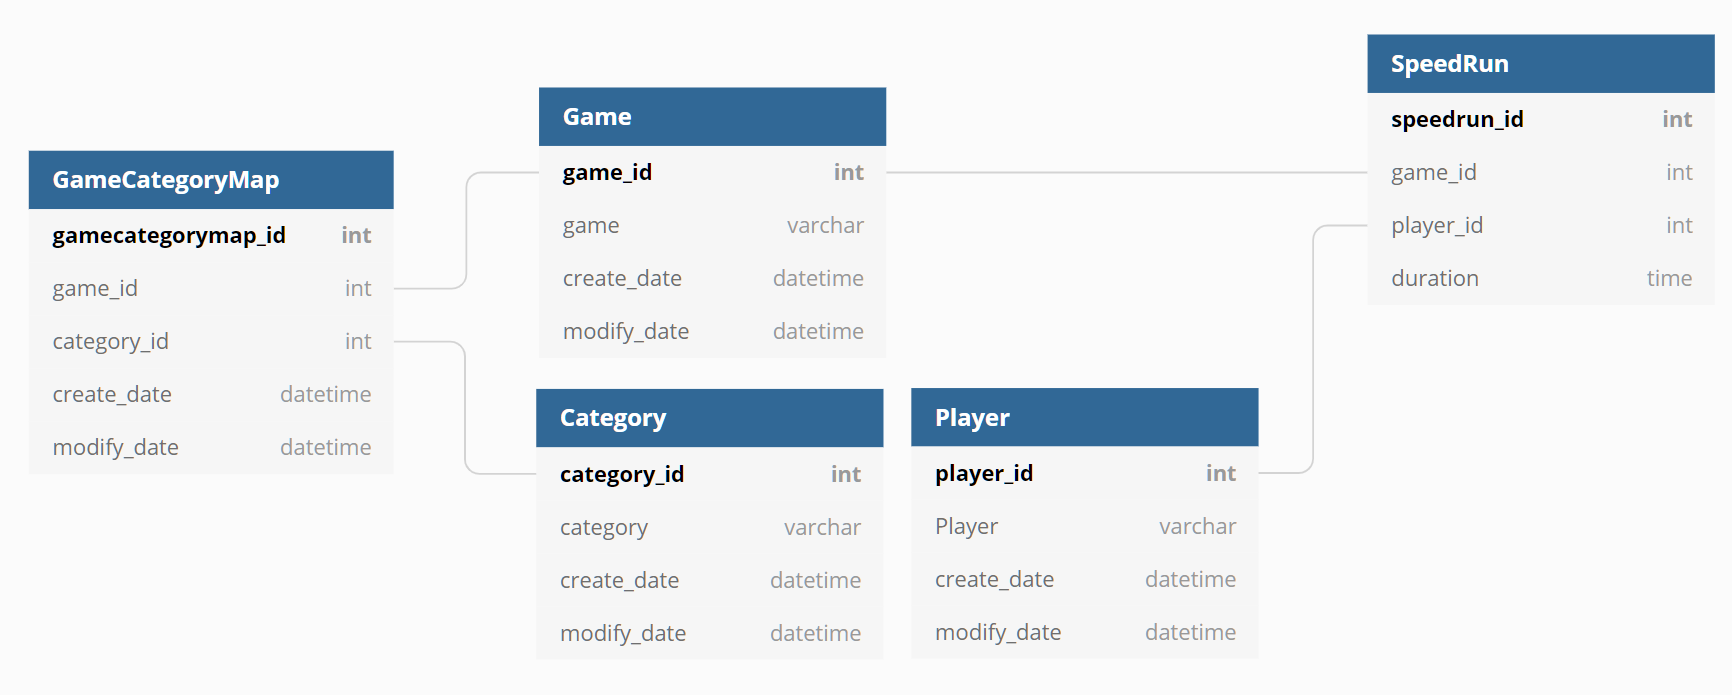 GameCategoryMap
gamecategorymap_id int
game_id int
category_id int
create_date datetime
modify_date datetime
Game
game_id int
game varchar
create_date datetime
modify_date datetime
Category
category_id int
category varchar
create_date datetime
modify_date datetime
Player
player_id int
Player varchar
create_date datetime
modify_date datetime
SpeedRun
speedrun_id int
game_id int
player_id int
duration time